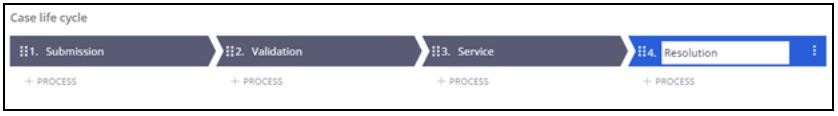 Case life cycle
1. Submission
2. Validation
3. Service
4. Resolution
+ PROCESS
+ PROCESS
+ PROCESS
+ PROCESS